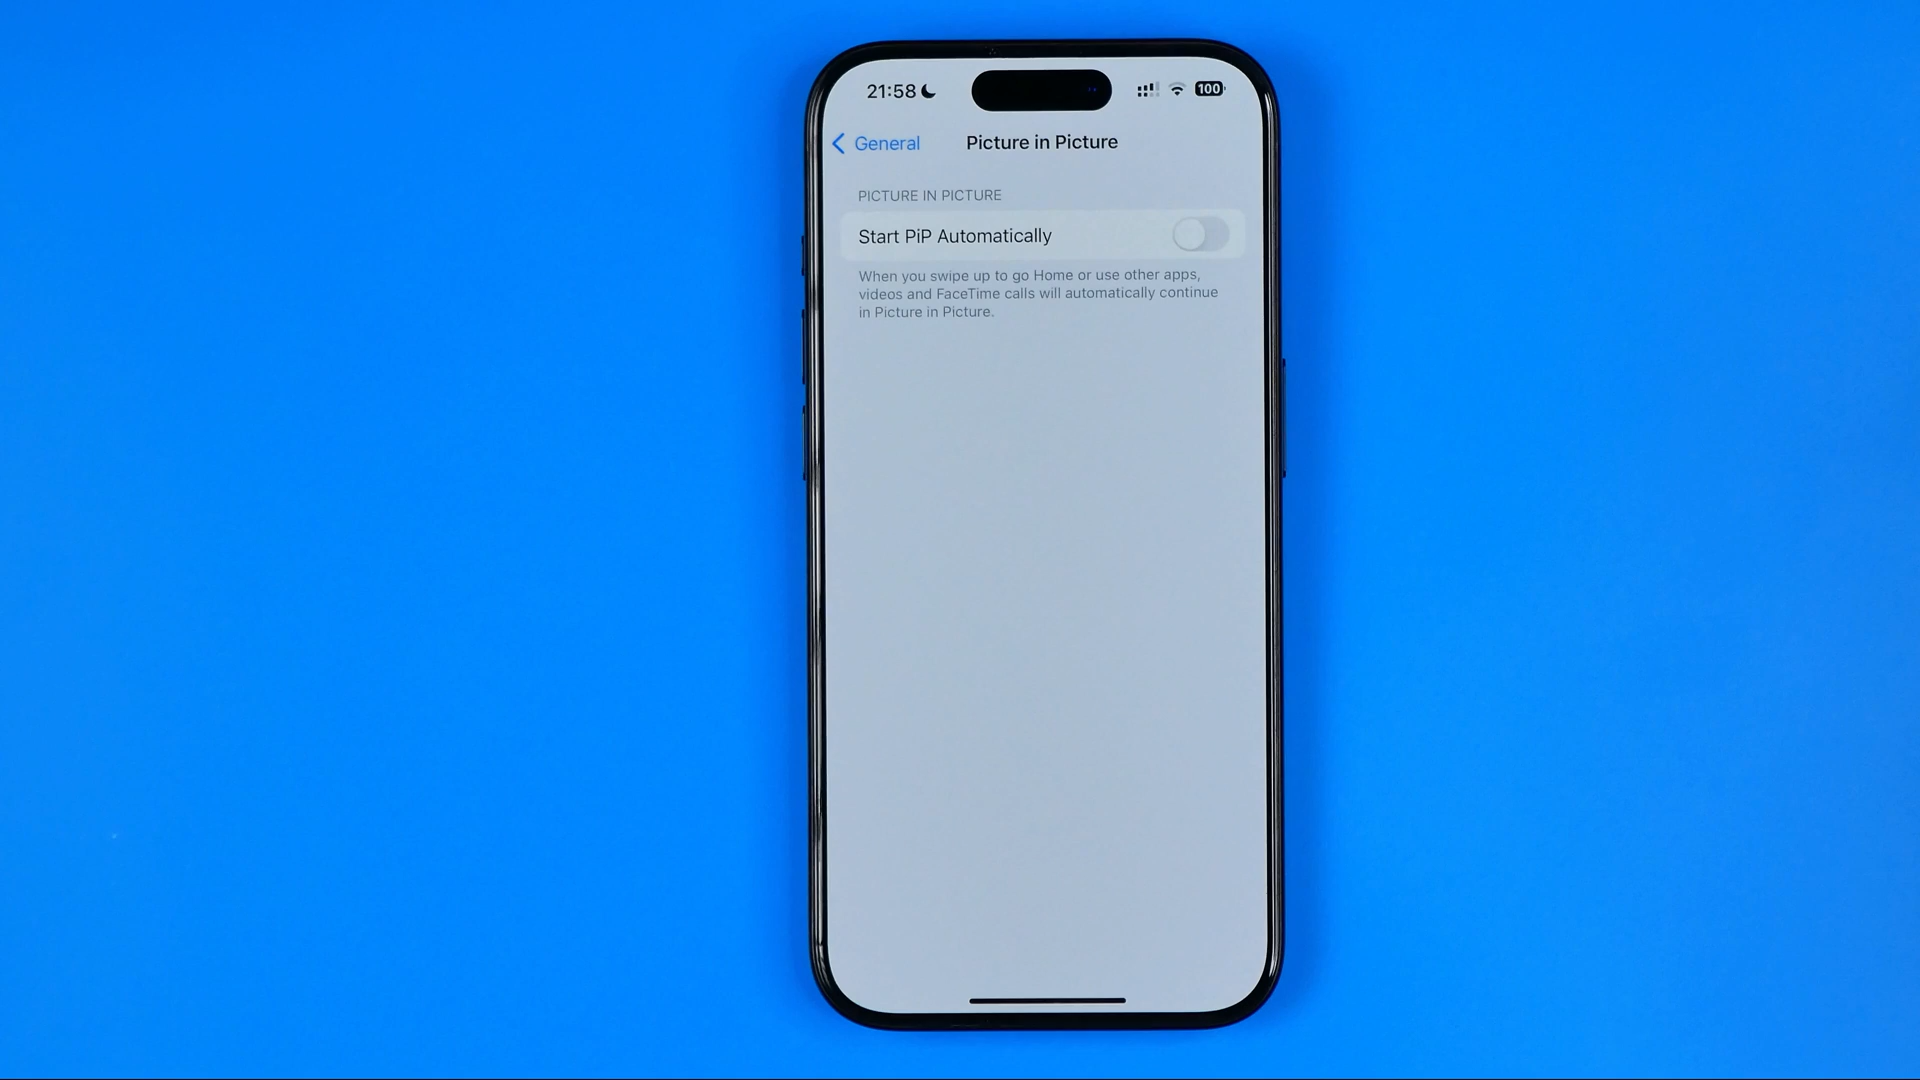 21:58
100
General
Picture in Picture
PICTURE IN PICTURE
Start PiP Automatically
When you swipe up to go Home or use other apps,
videos and FaceTime calls will automatically continue
in Picture in Picture.